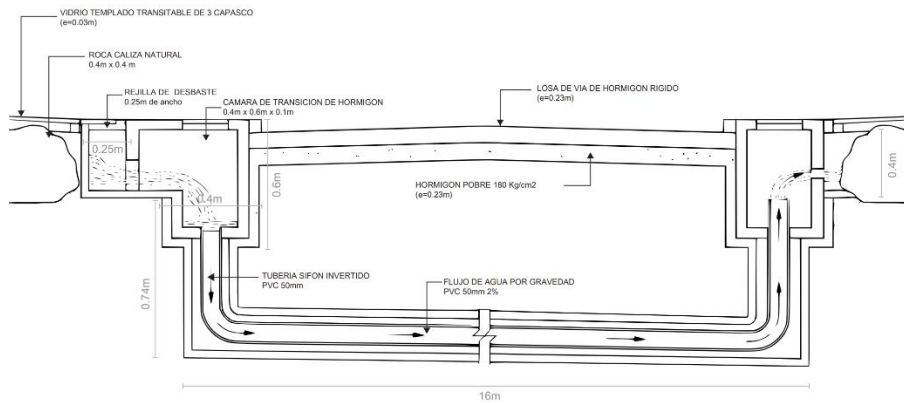 VIDRIO TEMPLADO TRANSITABLE DE 3 CAPASCO
(e=0.03m)
ROCA CALIZA NATURAL
0.4m x 0.4 m
REJILLA DE DESBASTE
0.25m de ancho
CAMARA DE TRANSICION DE HORMIGON
0.4m x 0.6m x 0.1m
LOSA DE VIA DE HORMIGON RIGIDO
(e=0.23m)
0.25m
0.4m
0.6m
0.4m
HORMIGON POBRE 180 Kg/cm2
(e=0.23m)
0.74m
TUBERIA SIFON INVERTIDO
PVC 50mm
FLUJO DE AGUA POR GRAVEDAD
PVC 50mm 2%
16m